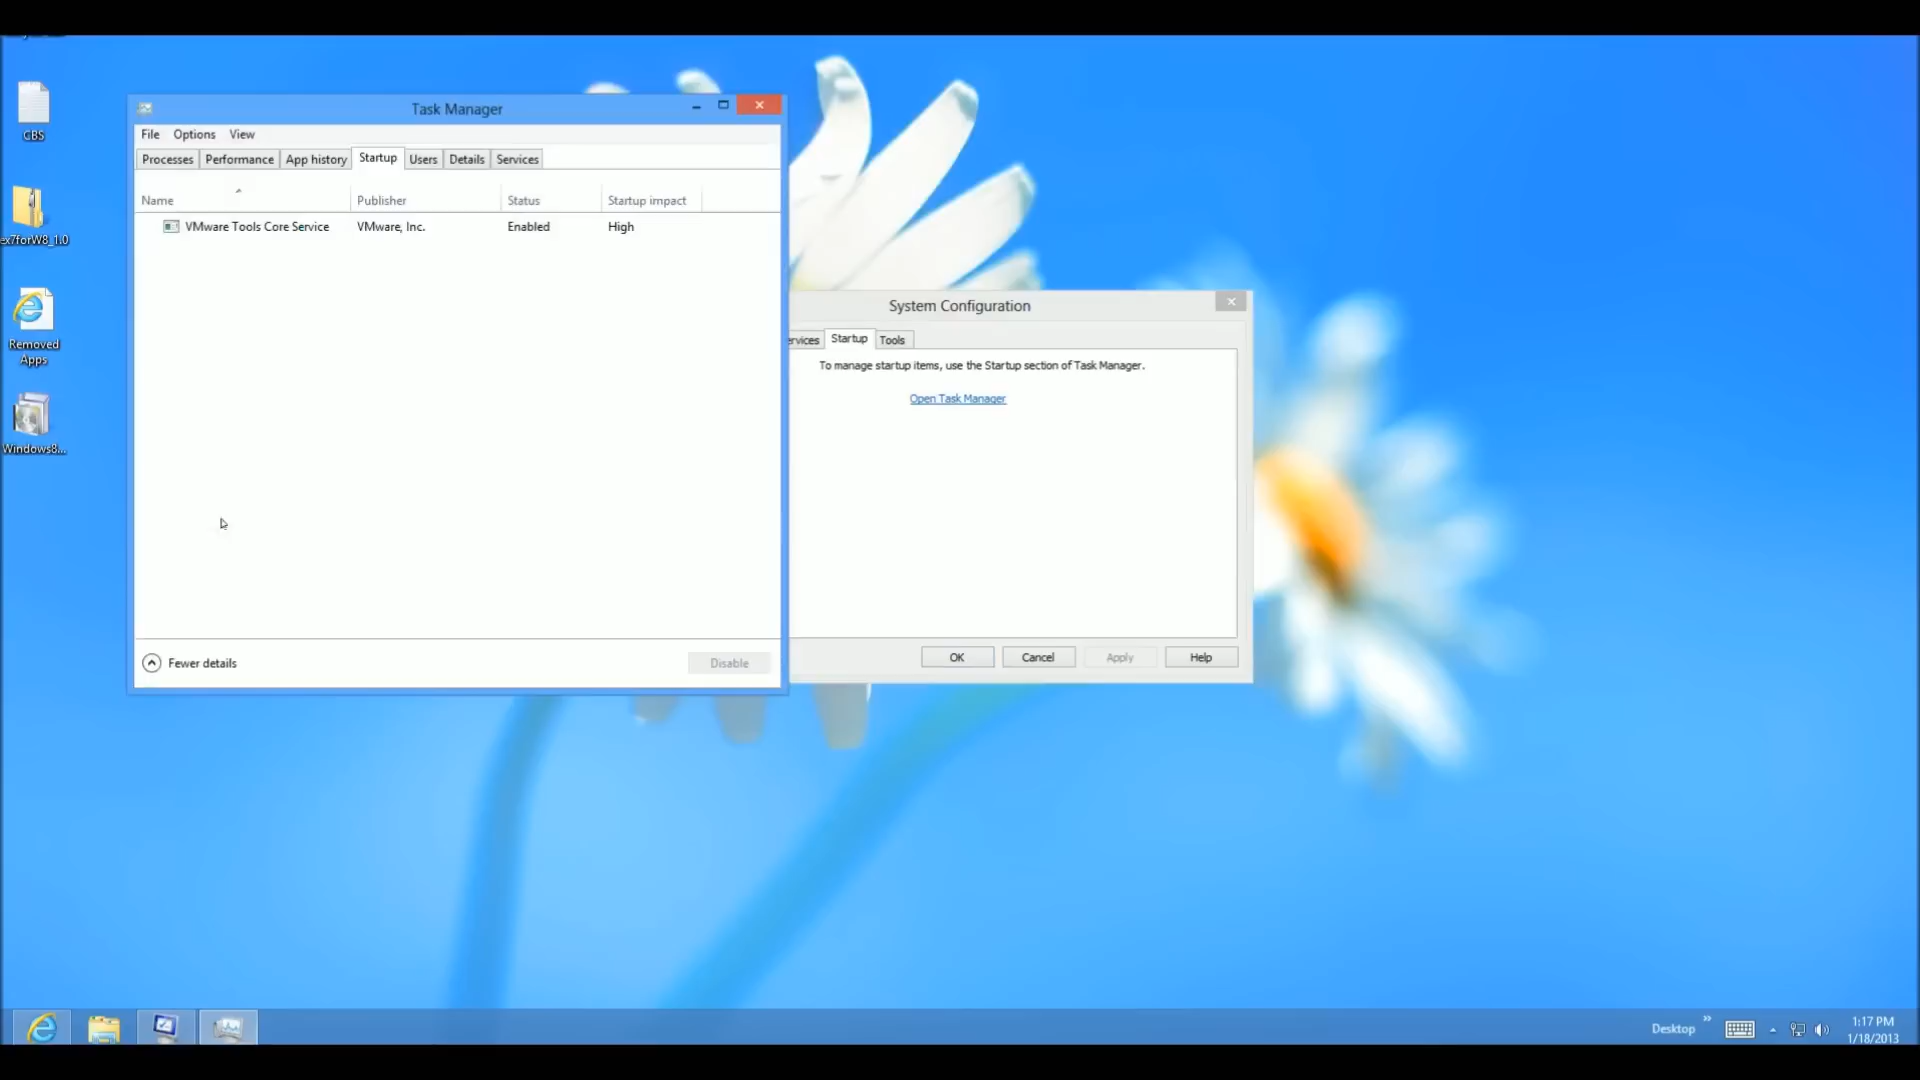 CBS
ex7forW8_1.0
Removed
Apps
Windows8...
Task Manager
File Options View
Processes Performance App history Startup Users Details Services
Name Publisher Status Startup impact
VMware Tools Core Service VMware, Inc. Enabled High
Fewer details Disable
System Configuration
ervices Startup Tools
To manage startup items, use the Startup section of Task Manager.
Open Task Manager
OK Cancel Apply Help
Desktop
1:17 PM
1/18/2013